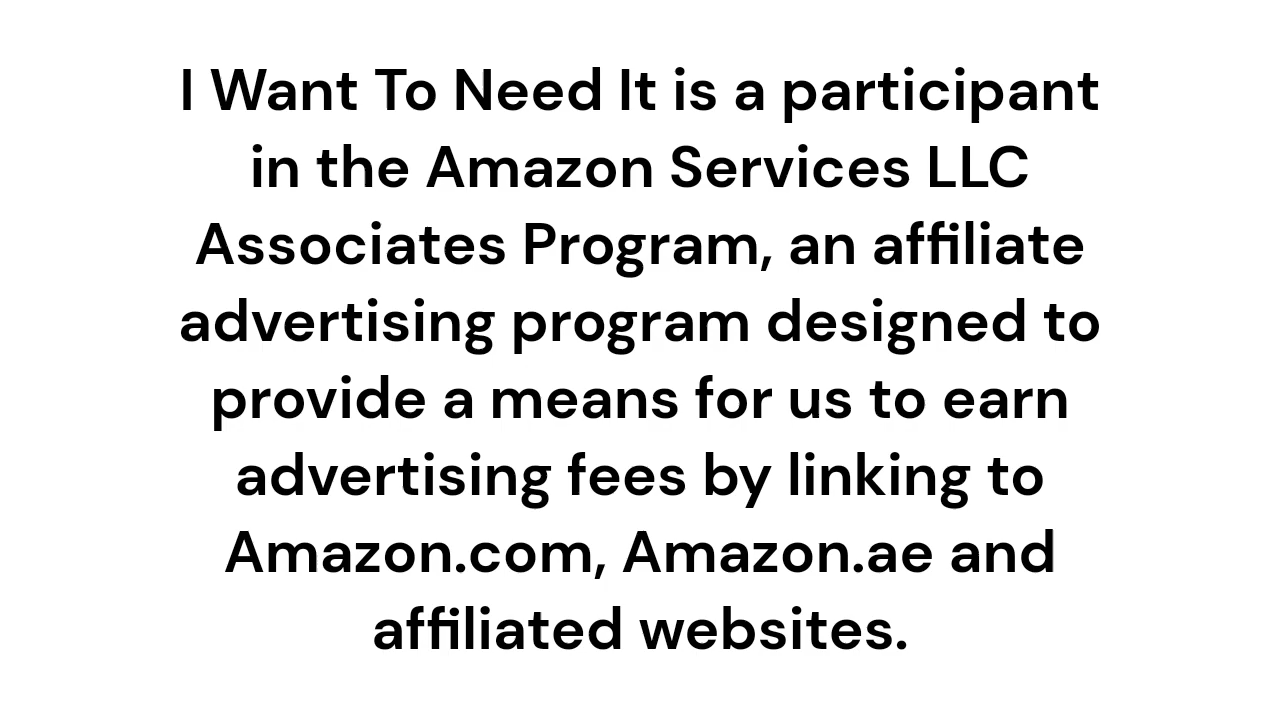 I Want To Need It is a participant
in the Amazon Services LLC
Associates Program, an affiliate
advertising program designed to
provide a means for us to earn
advertising fees by linking to
Amazon.com, Amazon.ae and
affiliated websites.